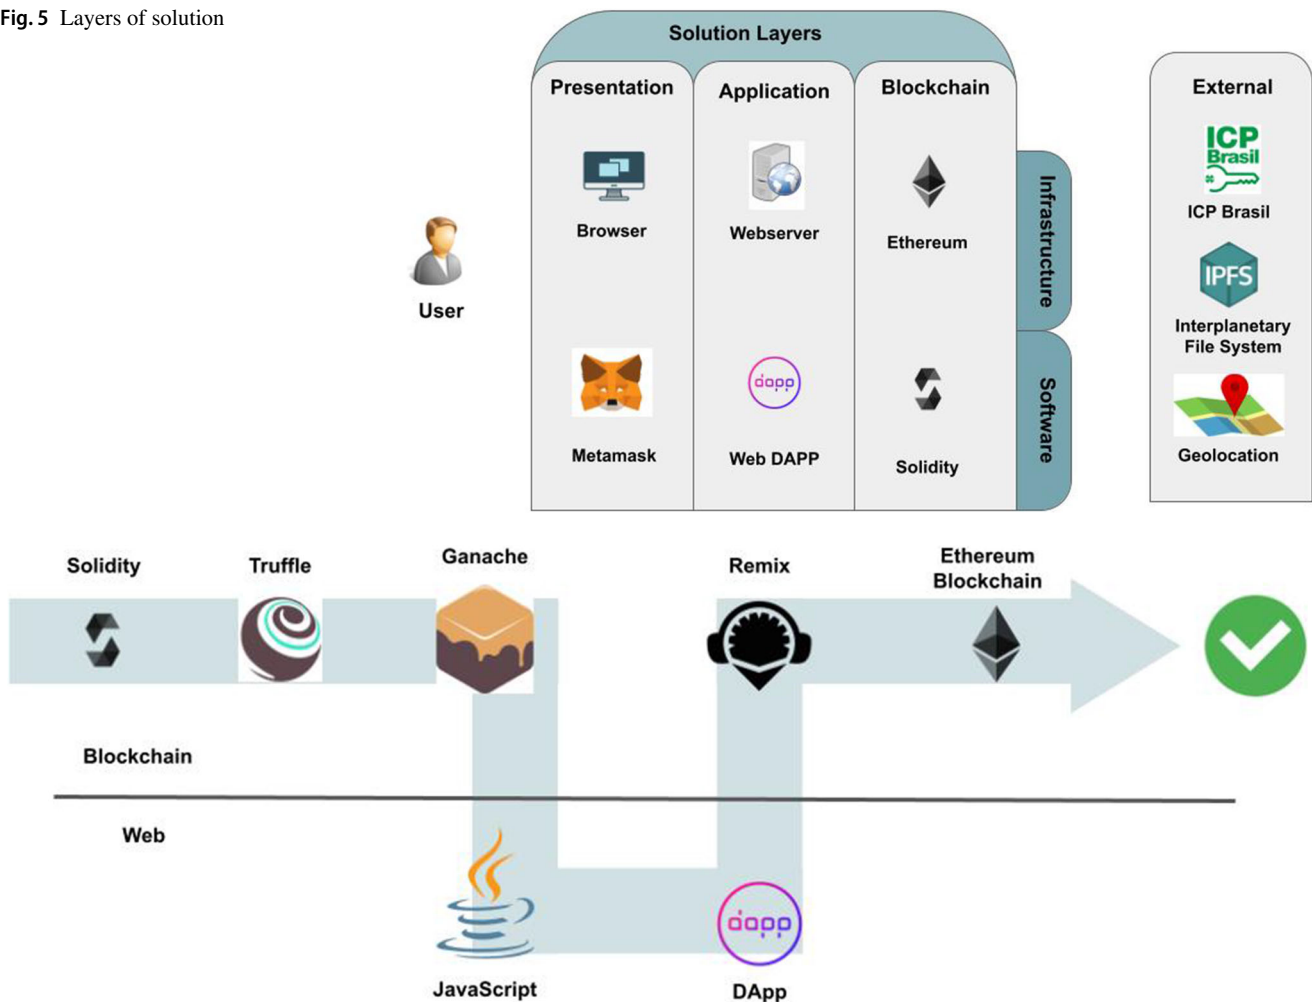 Fig. 5 Layers of solution
Solution Layers
Presentation
Application
Blockchain
External
ICP
Brasil
ICP Brasil
Browser
Webserver
Ethereum
Infrastructure
User
IPFS
Interplanetary
File System
dapp
Metamask
Web DAPP
Solidity
Software
Geolocation
Solidity
Truffle
Ganache
Remix
Ethereum
Blockchain
Blockchain
Web
dapp
JavaScript
DApp